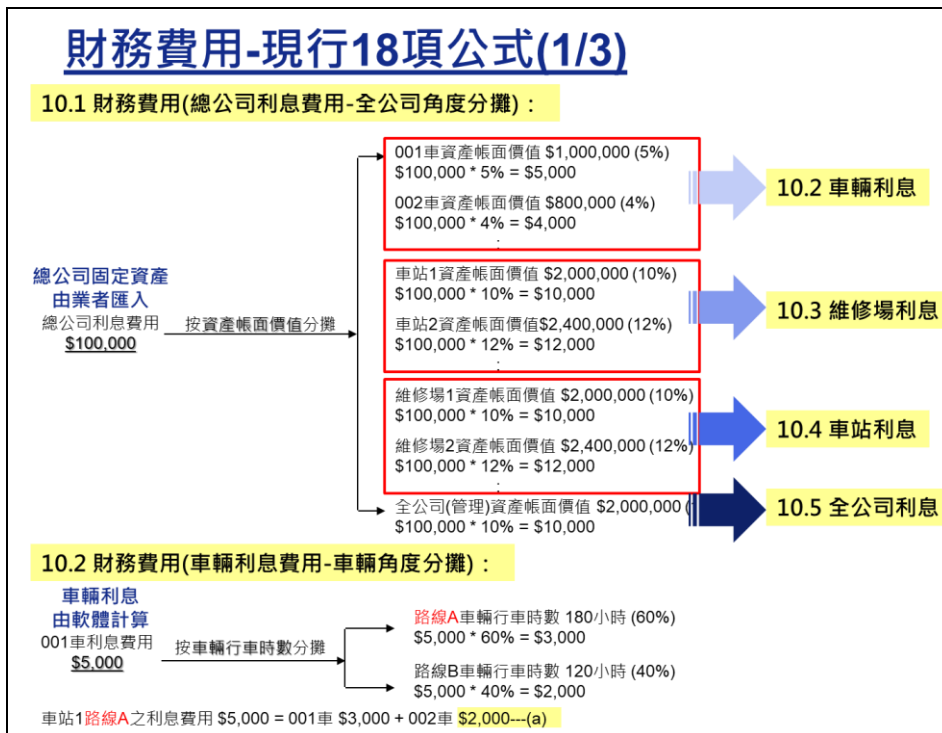 財務費用-現行18項公式(1/3)
10.1 財務費用(總公司利息費用-全公司角度分攤)：
總公司固定資產
由業者匯入
總公司利息費用
$100,000
按資產帳面價值分攤
001車資產帳面價值 $1,000,000 (5%)
$100,000 * 5% = $5,000
002車資產帳面價值 $800,000 (4%)
$100,000 * 4% = $4,000
:
10.2 車輛利息
車站1資產帳面價值 $2,000,000 (10%)
$100,000 * 10% = $10,000
車站2資產帳面價值$2,400,000 (12%)
$100,000 * 12% = $12,000
:
10.3 維修場利息
維修場1資產帳面價值 $2,000,000 (10%)
$100,000 * 10% = $10,000
維修場2資產帳面價值 $2,400,000 (12%)
$100,000 * 12% = $12,000
:
10.4 車站利息
全公司(管理)資產帳面價值 $2,000,000 (
$100,000 * 10% = $10,000
10.5 全公司利息
10.2 財務費用(車輛利息費用-車輛角度分攤)：
車輛利息
由軟體計算
001車利息費用
$5,000
按車輛行車時數分攤
路線A車輛行車時數 180小時 (60%)
$5,000 * 60% = $3,000
路線B車輛行車時數 120小時 (40%)
$5,000 * 40% = $2,000
車站1路線A之利息費用 $5,000 = 001車 $3,000 + 002車 $2,000---(a)